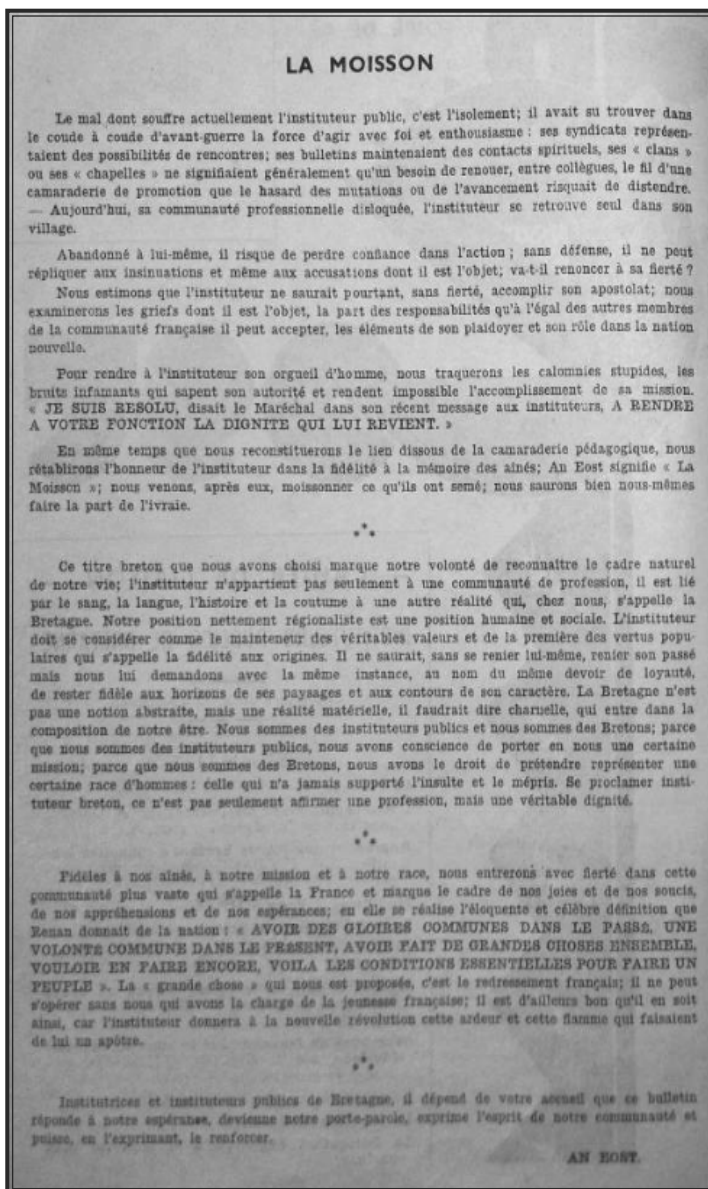 LA MOISSON
Le mal dont souffre actuellement l'instituteur public, c'est l'isolement; il avait su trouver dans
le coude à coude d'avant-guerre la force d'agir avec foi et enthousiasme : ses syndicats représen-
taient des possibilités de rencontres; ses bulletins maintenaient des contacts spirituels, ses « clans »
ou ses « chapelles » ne signifiaient généralement qu'un besoin de renouer, entre collègues, le fil d'une
camaraderie de promotion que le hasard des mutations ou de l'avancement risquait de distendre.
— Aujourd'hui, sa communauté professionnelle disloquée, l'instituteur se retrouve seul dans son
village.
Abandonné à lui-même, il risque de perdre confiance dans l'action ; sans défense, il ne peut
répliquer aux insinuations et même aux accusations dont il est l'objet; va-t-il renoncer à sa fierté ?
Nous estimons que l'instituteur ne saurait pourtant, sans fierté, accomplir son apostolat; nous
examinerons les griefs dont il est l'objet, la part des responsabilités qu'à l'égal des autres membres
de la communauté française il peut accepter, les éléments de son plaidoyer et son rôle dans la nation
nouvelle.
Pour rendre à l'instituteur son orgueil d'homme, nous traquerons les calomnies stupides, les
bruits infamants qui sapent son autorité et rendent impossible l'accomplissement de sa mission.
« JE SUIS RESOLU, disait le Maréchal dans son récent message aux instituteurs, A RENDRE
A VOTRE FONCTION LA DIGNITE QUI LUI REVIENT. »
En même temps que nous reconstituerons le lien dissous de la camaraderie pédagogique, nous
rétablirons l'honneur de l'instituteur dans la fidélité à la mémoire des aînés; An Eost signifie « La
Moisson »; nous venons, après eux, moissonner ce qu'ils ont semé; nous saurons bien nous-mêmes
faire la part de l'ivraie.
Ce titre breton que nous avons choisi marque notre volonté de reconnaître le cadre naturel
de notre vie; l'instituteur n'appartient pas seulement à une communauté de profession, il est lié
par le sang, la langue, l'histoire et la coutume à une autre réalité qui, chez nous, s'appelle la
Bretagne. Notre position nettement régionaliste est une position humaine et sociale. L'instituteur
doit se considérer comme le mainteneur des véritables valeurs et de la première des vertus popu-
laires qui s'appelle la fidélité aux origines. Il ne saurait, sans se renier lui-même, renier son passé
mais nous lui demandons avec la même instance, au nom du même devoir de loyauté,
de rester fidèle aux horizons de ses paysages et aux contours de son caractère. La Bretagne n'est
pas une notion abstraite, mais une réalité matérielle, il faudrait dire charnelle, qui entre dans la
composition de notre être. Nous sommes des instituteurs publics et nous sommes des Bretons; parce
que nous sommes des instituteurs publics, nous avons conscience de porter en nous une certaine
mission; parce que nous sommes des Bretons, nous avons le droit de prétendre représenter une
certaine race d'hommes : celle qui n'a jamais supporté l'insulte et le mépris. Se proclamer insti-
tuteur breton, ce n'est pas seulement affirmer une profession, mais une véritable dignité.
Fidèles à nos aînés, à notre mission et à notre race, nous entrerons avec fierté dans cette
communauté plus vaste qui s'appelle la France et marque le cadre de nos joies et de nos soucis,
de nos appréhensions et de nos espérances; en elle se réalise l'éloquente et célèbre définition que
Renan donnait de la nation : « AVOIR DES GLOIRES COMMUNES DANS LE PASSÉ, UNE
VOLONTÉ COMMUNE DANS LE PRESENT, AVOIR FAIT DE GRANDES CHOSES ENSEMBLE,
VOULOIR EN FAIRE ENCORE, VOILA LES CONDITIONS ESSENTIELLES POUR FAIRE UN
PEUPLE ». La « grande chose » qui nous est proposée, c'est le redressement français; il ne peut
s'opérer sans nous qui avons la charge de la jeunesse française; il est d'ailleurs bon qu'il en soit
ainsi, car l'instituteur donnera à la nouvelle révolution cette ardeur et cette flamme qui faisaient
de lui un apôtre.
Institutrices et instituteurs publics de Bretagne, il dépend de votre accueil que ce bulletin
réponde à notre espérance, devienne notre porte-parole, exprime l'esprit de notre communauté et
puisse, en l'exprimant, le renforcer.
AN EOST.